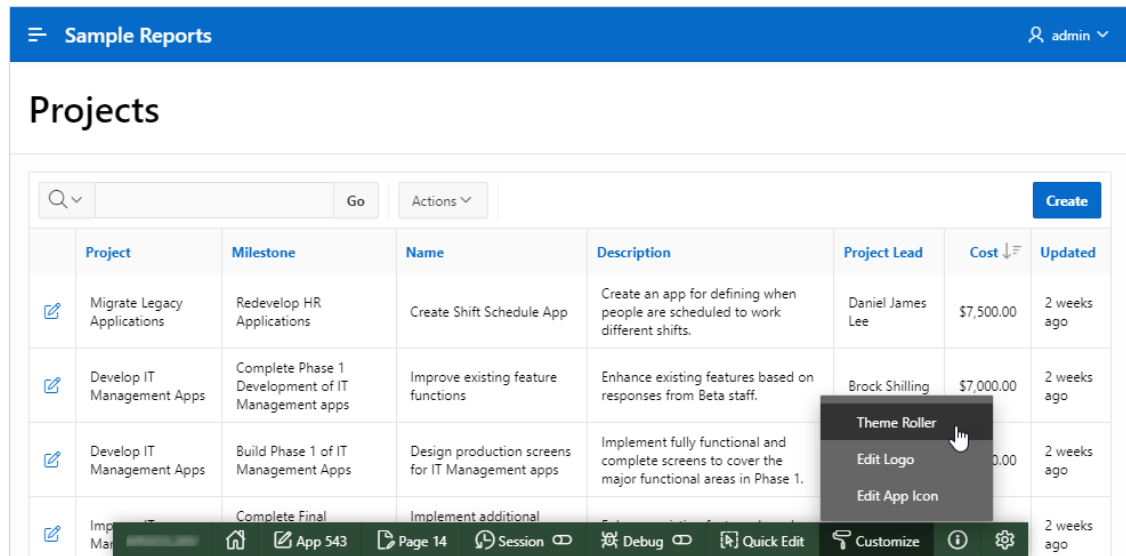 Sample Reports
admin
Projects
Go
Actions
Create
Project
Milestone
Name
Description
Project Lead
Cost
Updated
Migrate Legacy
Applications
Redevelop HR
Applications
Create Shift Schedule App
Create an app for defining when
people are scheduled to work
different shifts.
Daniel James
Lee
$7,500.00
2 weeks
ago
Develop IT
Management Apps
Complete Phase 1
Development of IT
Management apps
Improve existing feature
functions
Enhance existing features based on
responses from Beta staff.
Brock Shilling
$7,000.00
2 weeks
ago
Develop IT
Management Apps
Build Phase 1 of IT
Management Apps
Design production screens
for IT Management apps
Implement fully functional and
complete screens to cover the
major functional areas in Phase 1.
0.00
2 weeks
ago
Complete Final
Implement additional
2 weeks
ago
Theme Roller
Edit Logo
Edit App Icon
App 543
Page 14
Session
Debug
Quick Edit
Customize